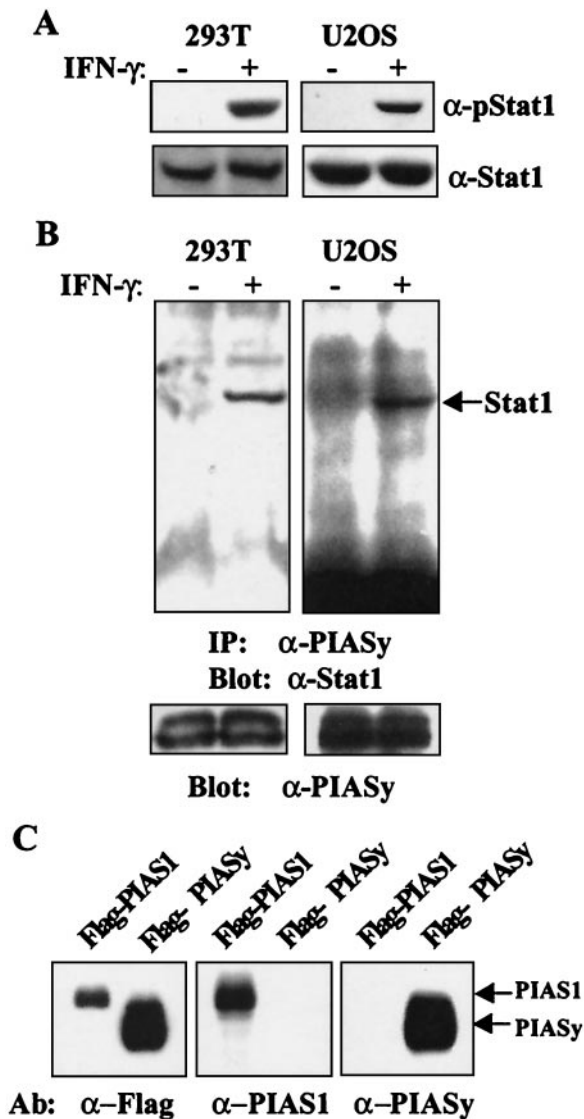 A
293T U2OS
IFN-γ: - + - +
α-pStat1
α-Stat1
B
293T U2OS
IFN-γ: - + - +
Stat1
IP: α-PIASy
Blot: α-Stat1
Blot: α-PIASy
C
Flag-PIAS1 Flag- PIASy Flag-PIAS1 Flag- PIASy Flag-PIAS1 Flag- PIASy
PIAS1
PIASy
Ab: α–Flag α–PIAS1 α–PIASy